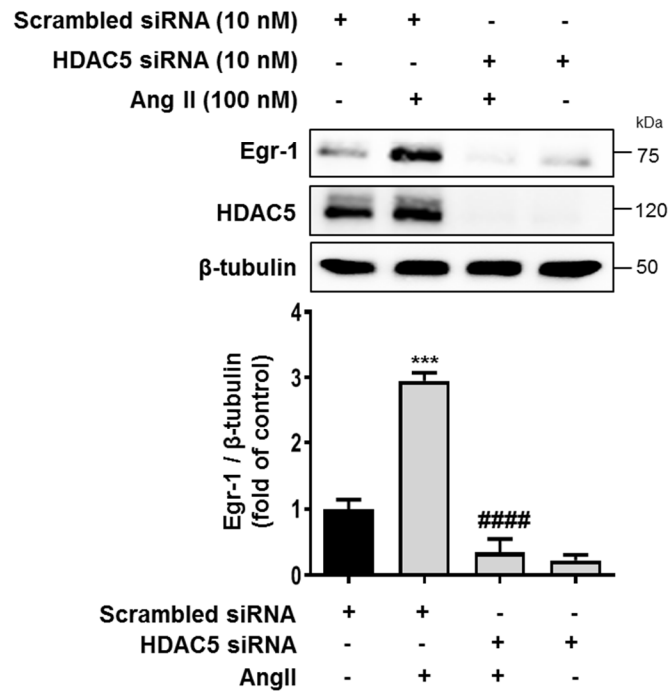 Scrambled siRNA (10 nM) + + - -
HDAC5 siRNA (10 nM) - - + +
Ang II (100 nM) - + + -
kDa
Egr-1 75
HDAC5 120
β-tubulin 50
4
***
3
2
####
1
0
Egr-1 / β-tubulin
(fold of control)
Scrambled siRNA + + - -
HDAC5 siRNA - - + +
AngII - + + -